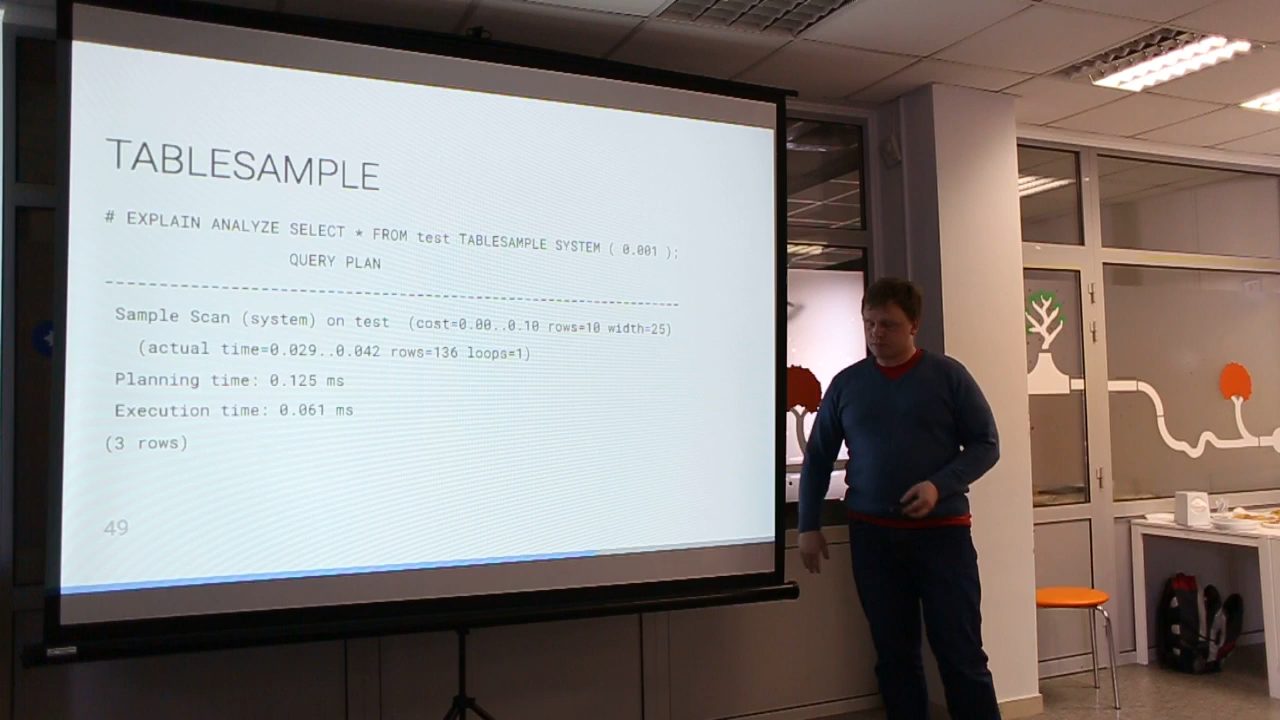 TABLESAMPLE
# EXPLAIN ANALYZE SELECT * FROM test TABLESAMPLE SYSTEM ( 0.001 );
QUERY PLAN
--------------------------------------------------------------------------
Sample Scan (system) on test (cost=0.00..0.10 rows=10 width=25)
(actual time=0.029..0.042 rows=136 loops=1)
Planning time: 0.125 ms
Execution time: 0.061 ms
(3 rows)
49